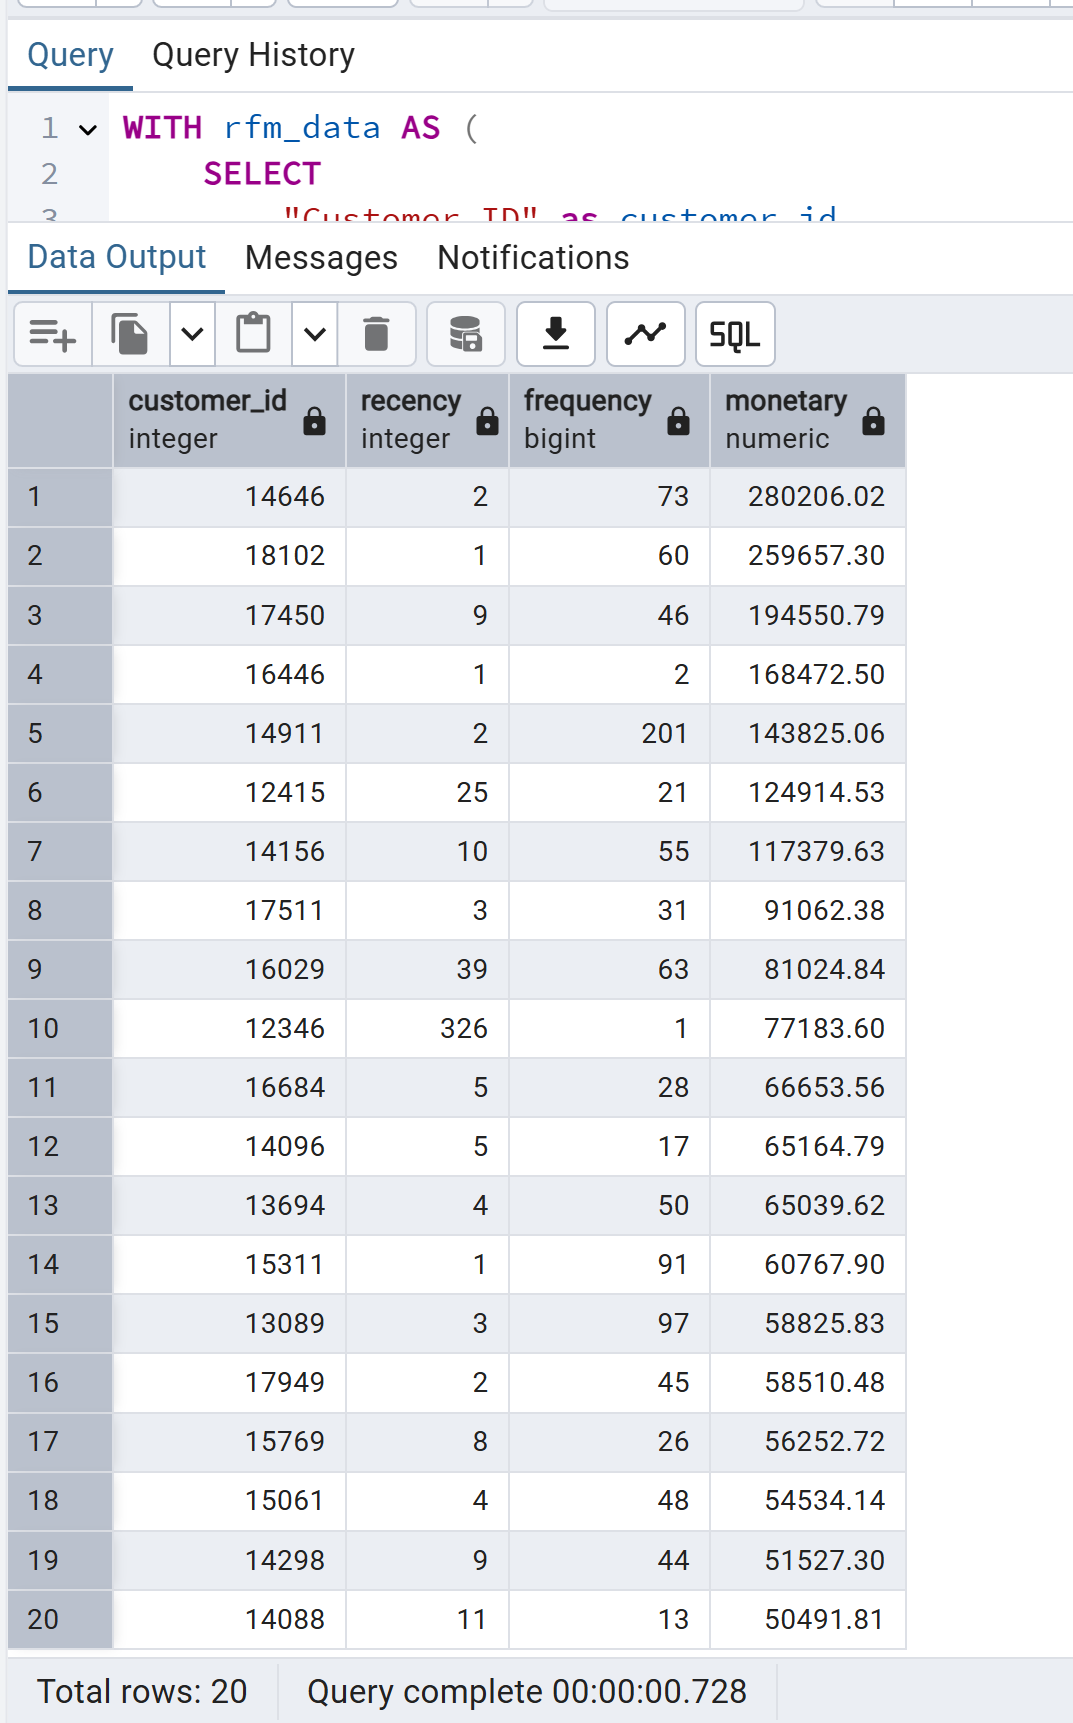 Query Query History
1 WITH rfm_data AS (
2 SELECT
3 "Customer ID" as customer_id
Data Output Messages Notifications
SQL
customer_id recency frequency monetary
integer integer bigint numeric
1 14646 2 73 280206.02
2 18102 1 60 259657.30
3 17450 9 46 194550.79
4 16446 1 2 168472.50
5 14911 2 201 143825.06
6 12415 25 21 124914.53
7 14156 10 55 117379.63
8 17511 3 31 91062.38
9 16029 39 63 81024.84
10 12346 326 1 77183.60
11 16684 5 28 66653.56
12 14096 5 17 65164.79
13 13694 4 50 65039.62
14 15311 1 91 60767.90
15 13089 3 97 58825.83
16 17949 2 45 58510.48
17 15769 8 26 56252.72
18 15061 4 48 54534.14
19 14298 9 44 51527.30
20 14088 11 13 50491.81
Total rows: 20 Query complete 00:00:00.728